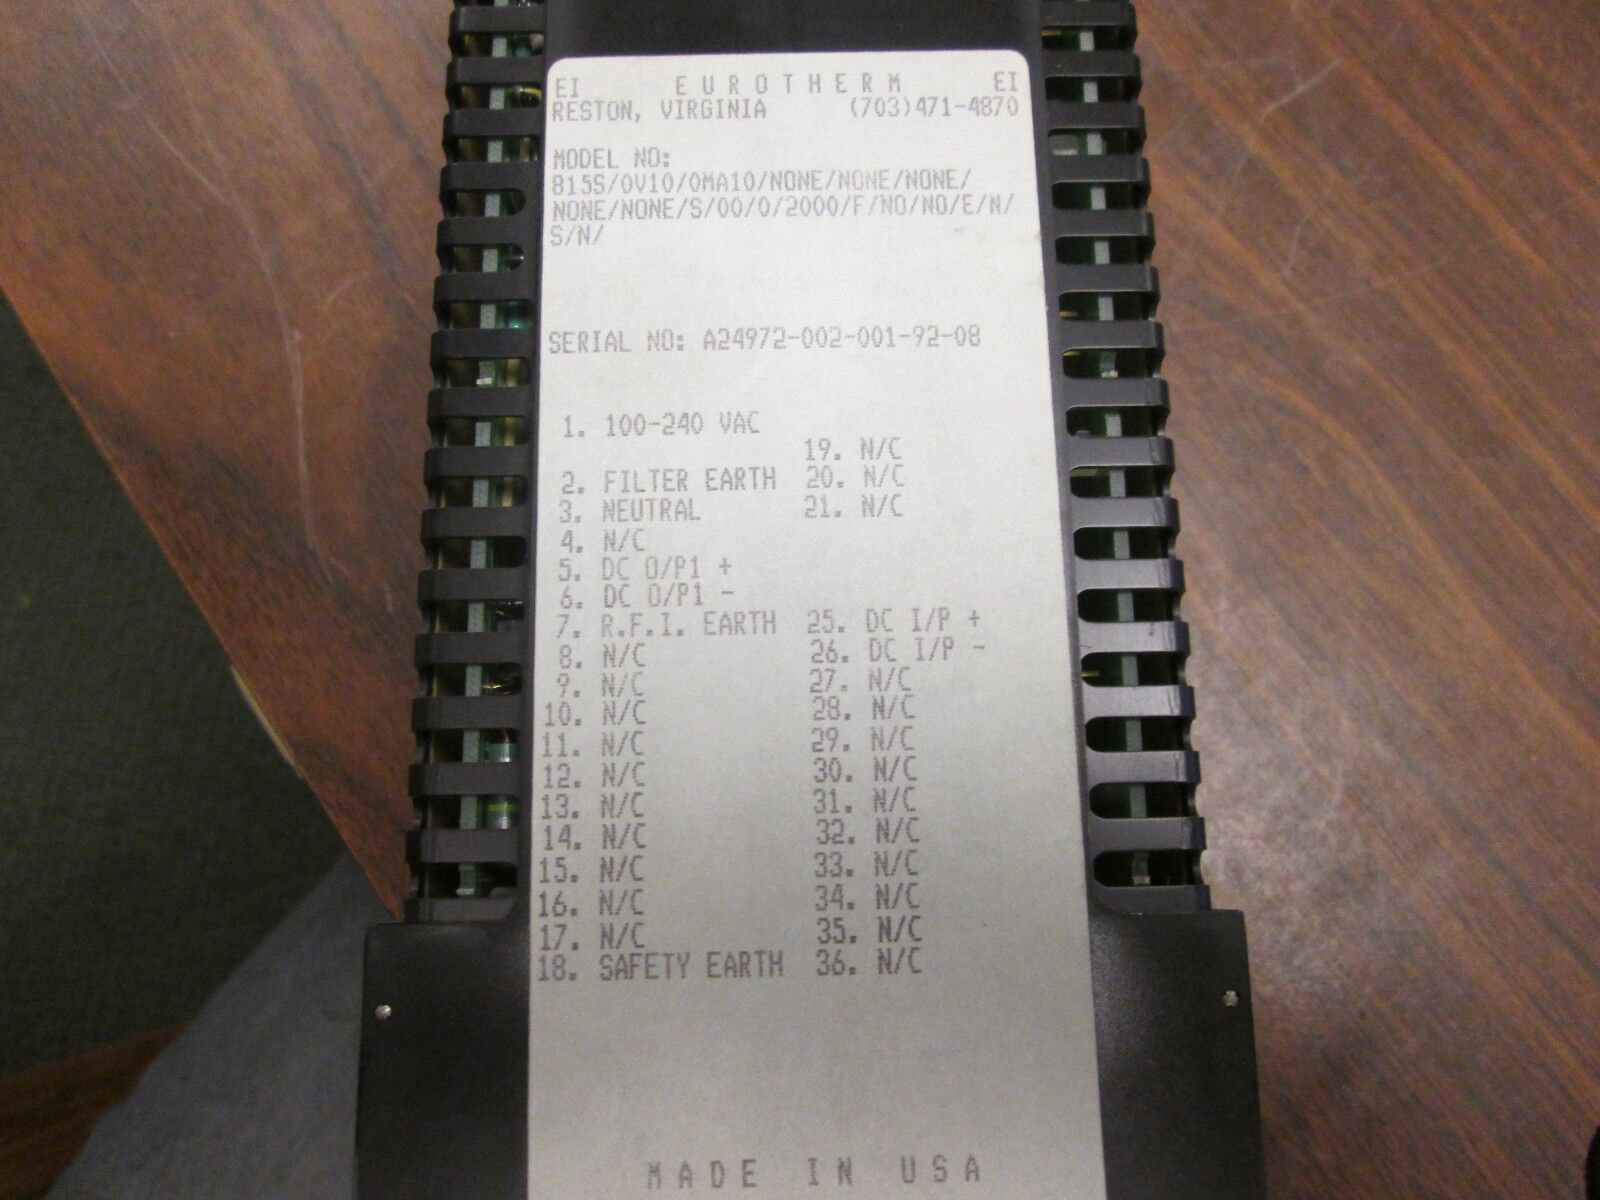 EI EUROTHERM EI
RESTON, VIRGINIA (703)471-4870
MODEL NO:
815S/0V10/0MA10/NONE/NONE/NONE/
NONE/NONE/S/00/0/2000/F/NO/NO/E/N/
S/N/
SERIAL NO: A24972-002-001-92-08
1. 100-240 VAC
19. N/C
2. FILTER EARTH 20. N/C
3. NEUTRAL 21. N/C
4. N/C
5. DC O/P1 +
6. DC O/P1 -
7. R.F.I. EARTH 25. DC I/P +
8. N/C 26. DC I/P -
9. N/C 27. N/C
10. N/C 28. N/C
11. N/C 29. N/C
12. N/C 30. N/C
13. N/C 31. N/C
14. N/C 32. N/C
15. N/C 33. N/C
16. N/C 34. N/C
17. N/C 35. N/C
18. SAFETY EARTH 36. N/C
MADE IN USA